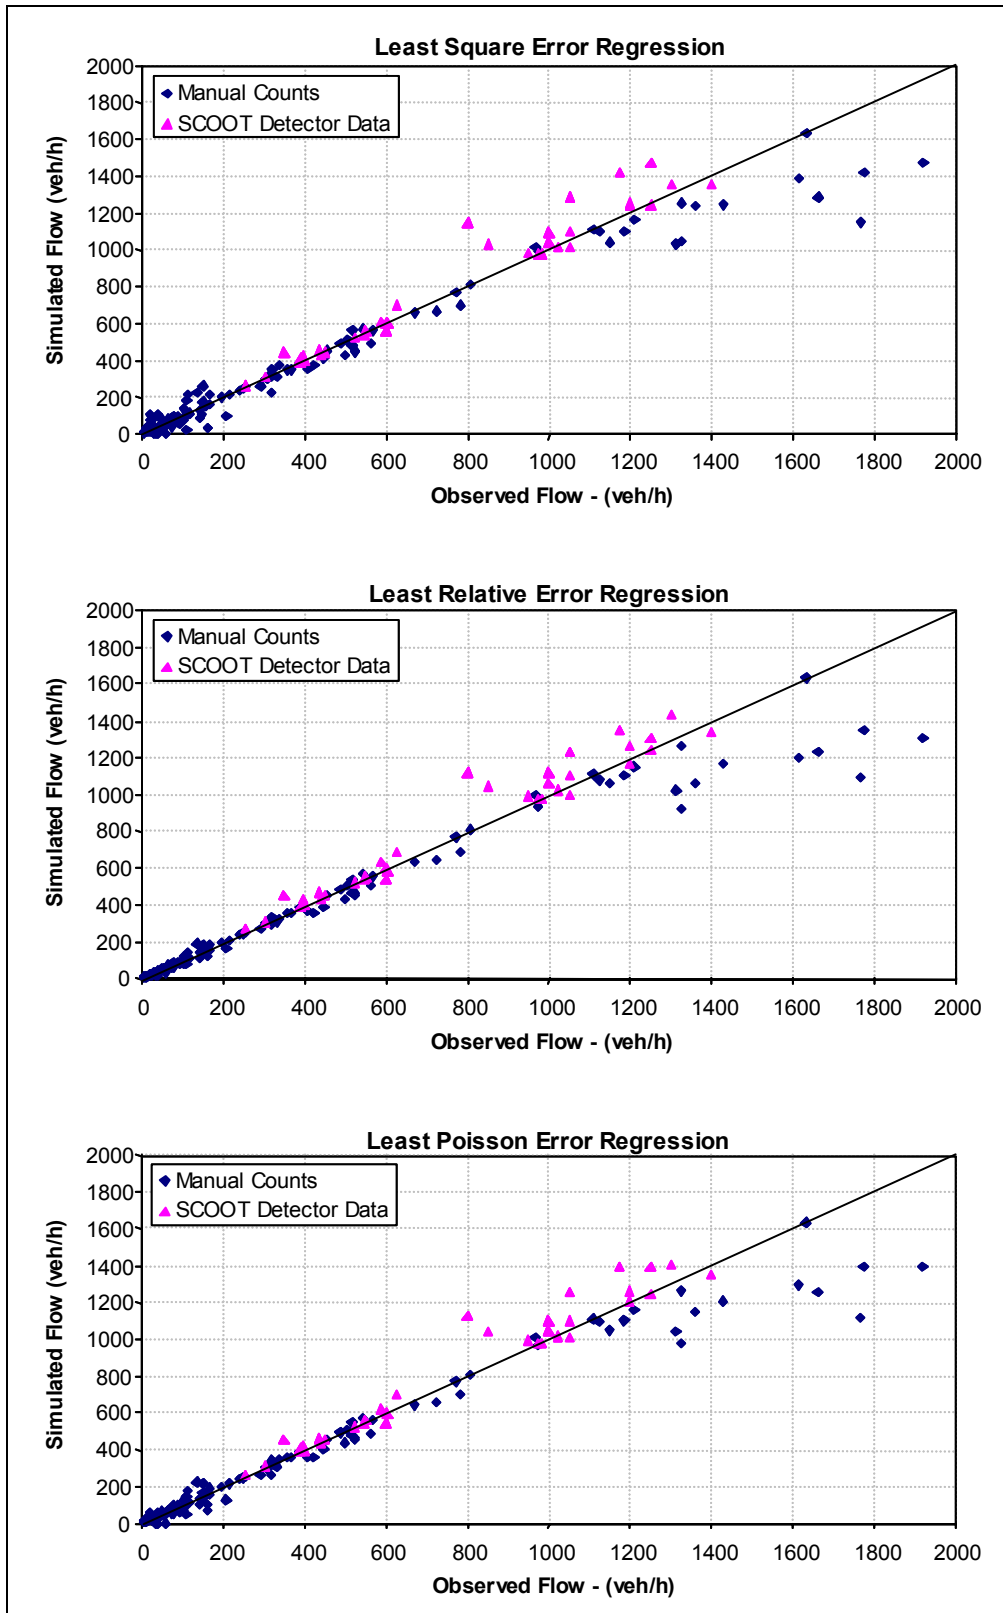 Least Square Error Regression
2000
1800
1600
1400
1200
1000
800
600
400
200
0
Manual Counts
SCOOT Detector Data
Simulated Flow (veh/h)
0 200 400 600 800 1000 1200 1400 1600 1800 2000
Observed Flow - (veh/h)
Least Relative Error Regression
2000
1800
1600
1400
1200
1000
800
600
400
200
0
Manual Counts
SCOOT Detector Data
Simulated Flow (veh/h)
0 200 400 600 800 1000 1200 1400 1600 1800 2000
Observed Flow - (veh/h)
Least Poisson Error Regression
2000
1800
1600
1400
1200
1000
800
600
400
200
0
Manual Counts
SCOOT Detector Data
Simulated Flow (veh/h)
0 200 400 600 800 1000 1200 1400 1600 1800 2000
Observed Flow - (veh/h)